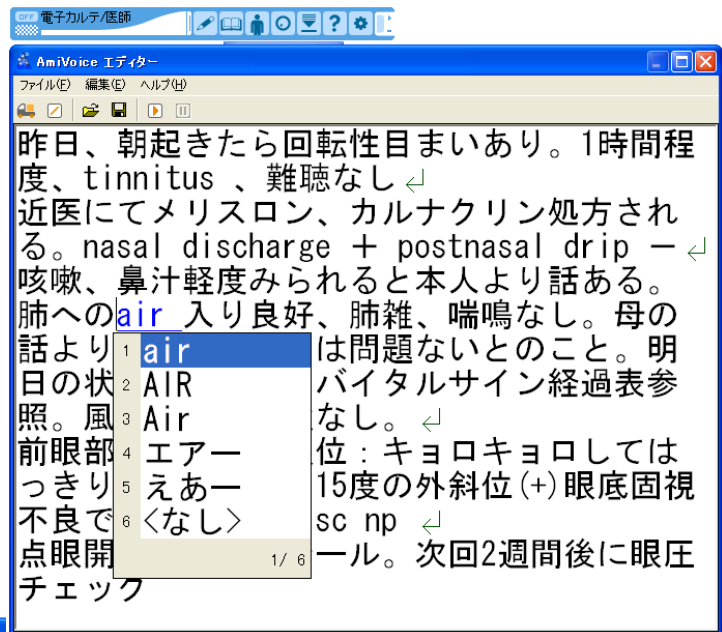 OFF 電子カルテ/医師
AmiVoice エディター
ファイル(F) 編集(E) ヘルプ(H)
昨日、朝起きたら回転性目まいあり。1時間程
度、tinnitus 、難聴なし
近医にてメリスロン、カルナクリン処方され
る。nasal discharge + postnasal drip -
咳嗽、鼻汁軽度みられると本人より話ある。
肺へのair 入り良好、肺雑、喘鳴なし。母の
話より は問題ないとのこと。明
日の状 バイタルサイン経過表参
照。風 なし。
前眼部 位:キョロキョロしては
っきり 15度の外斜位(+)眼底固視
不良で sc np
点眼開 ール。次回2週間後に眼圧
チェック
1 air
2 AIR
3 Air
4 エアー
5 えあー
6 <なし>
1/ 6